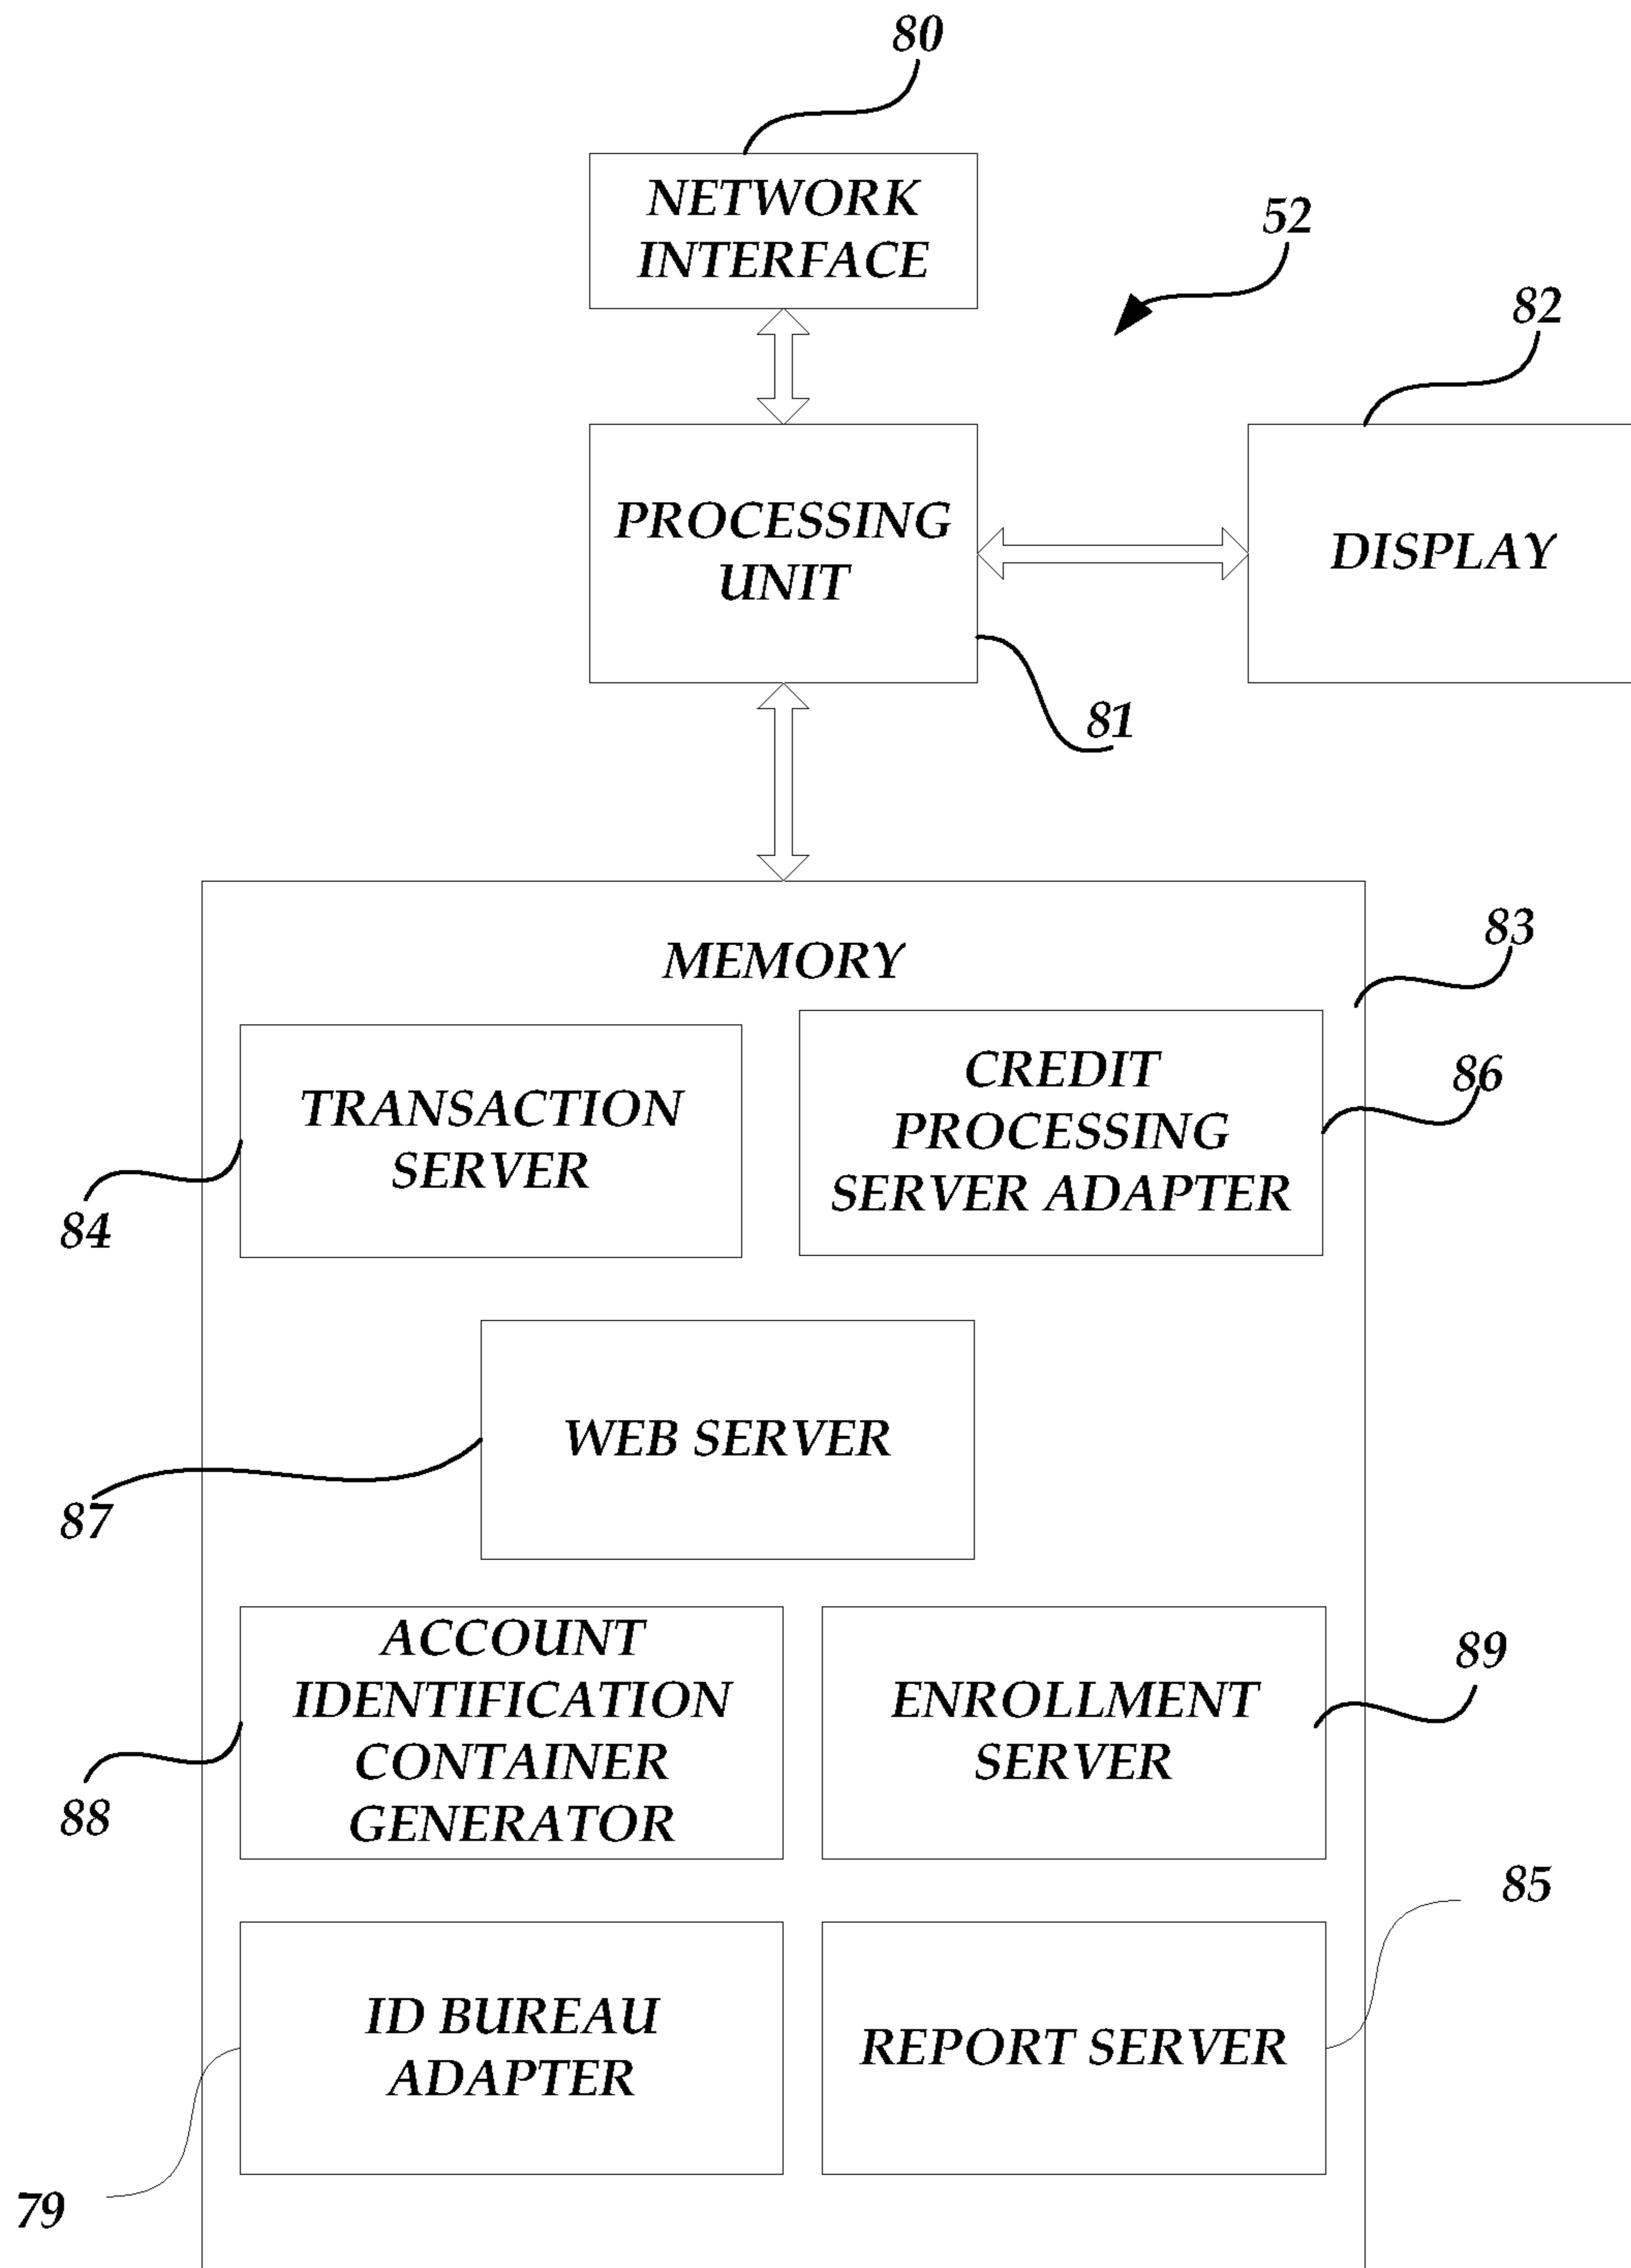 80
NETWORK
INTERFACE
52
82
PROCESSING
UNIT
DISPLAY
81
MEMORY
83
TRANSACTION
SERVER
84
CREDIT
PROCESSING
SERVER ADAPTER
86
WEB SERVER
87
ACCOUNT
IDENTIFICATION
CONTAINER
GENERATOR
88
ENROLLMENT
SERVER
89
85
ID BUREAU
ADAPTER
REPORT SERVER
79